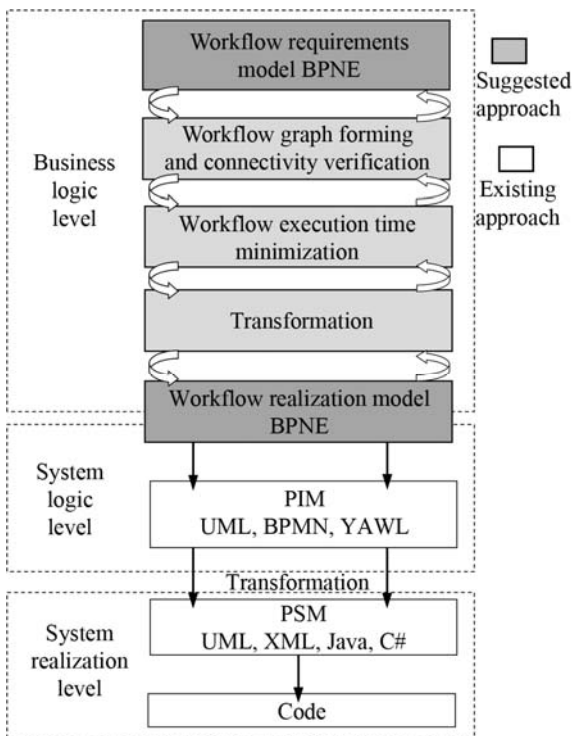 Workflow requirements
model BPNE
Suggested
approach
Workflow graph forming
and connectivity verification
Existing
approach
Business
logic
level
Workflow execution time
minimization
Transformation
Workflow realization model
BPNE
System
logic
level
PIM
UML, BPMN, YAWL
Transformation
System
realization
level
PSM
UML, XML, Java, C#
Code